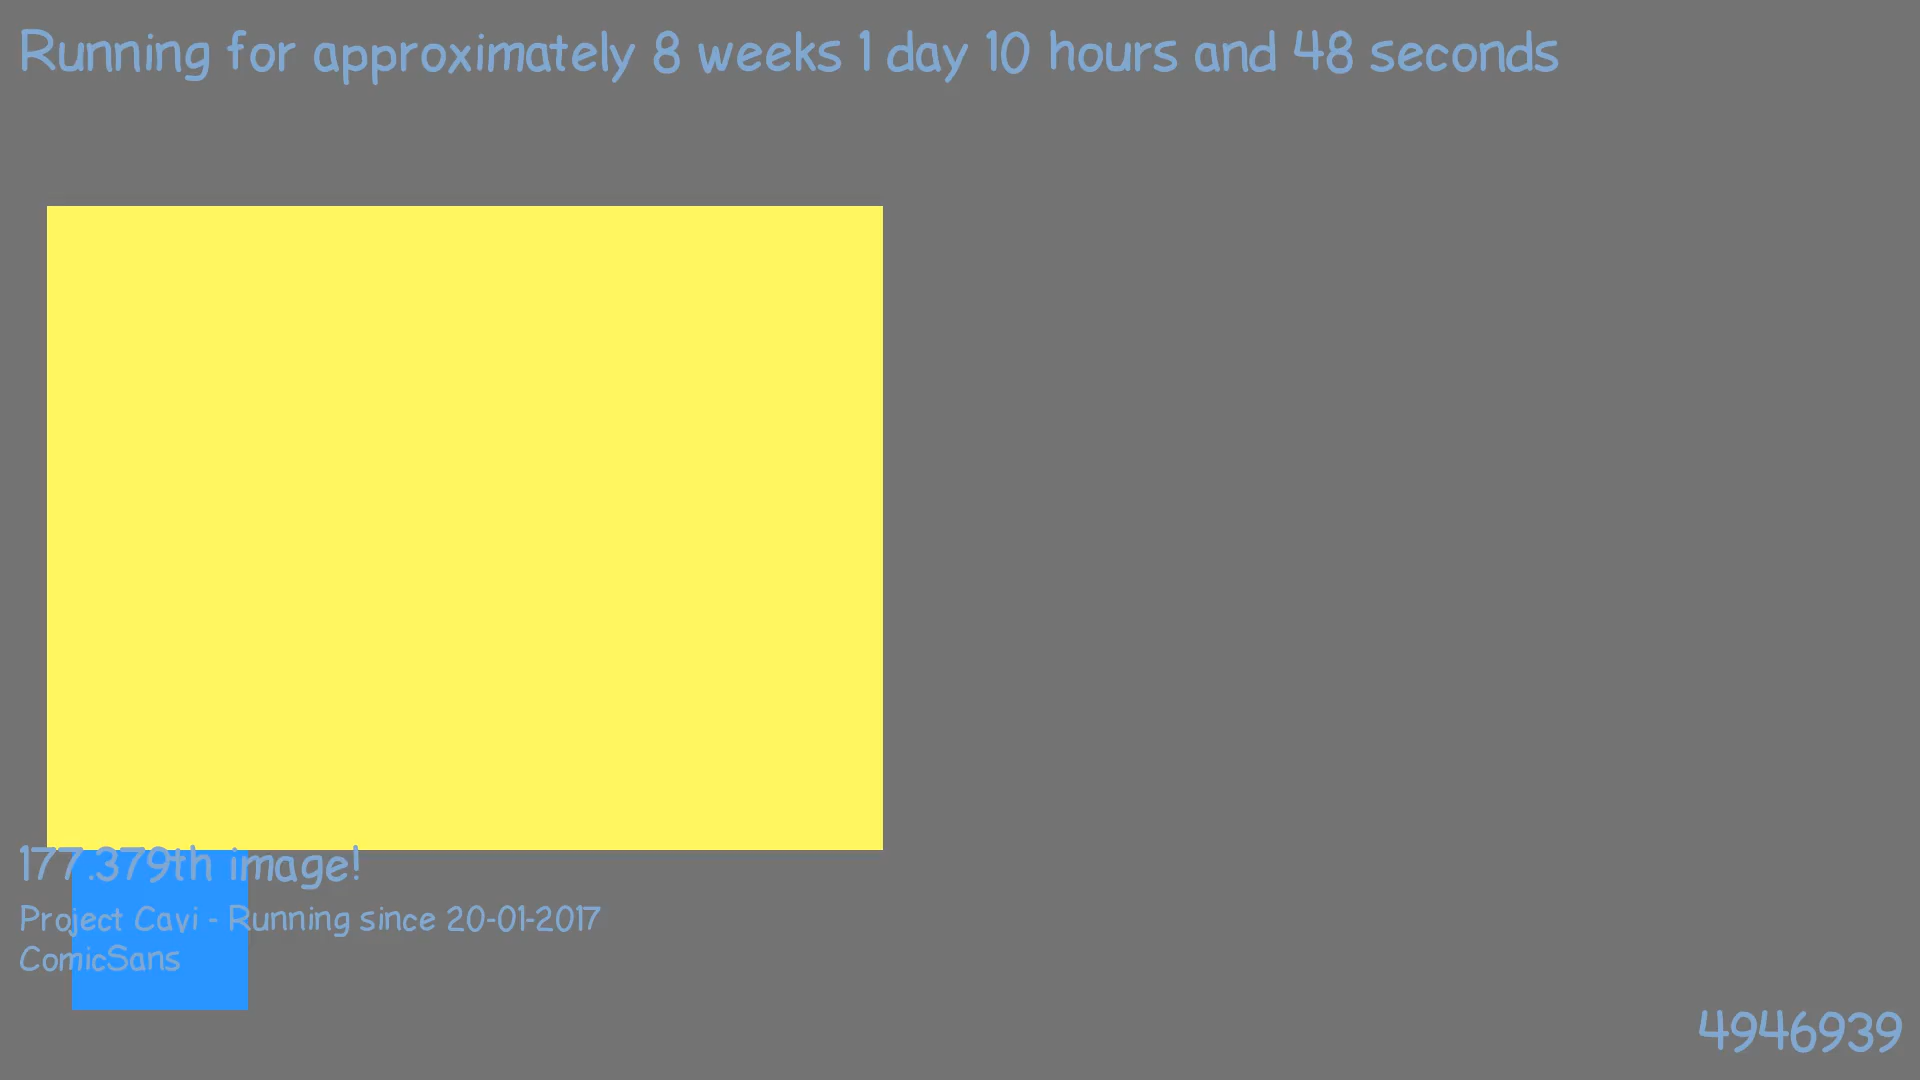 Running for approximately 8 weeks 1 day 10 hours and 48 seconds
177.379th image!
Project Cavi - Running since 20-01-2017
ComicSans
4946939